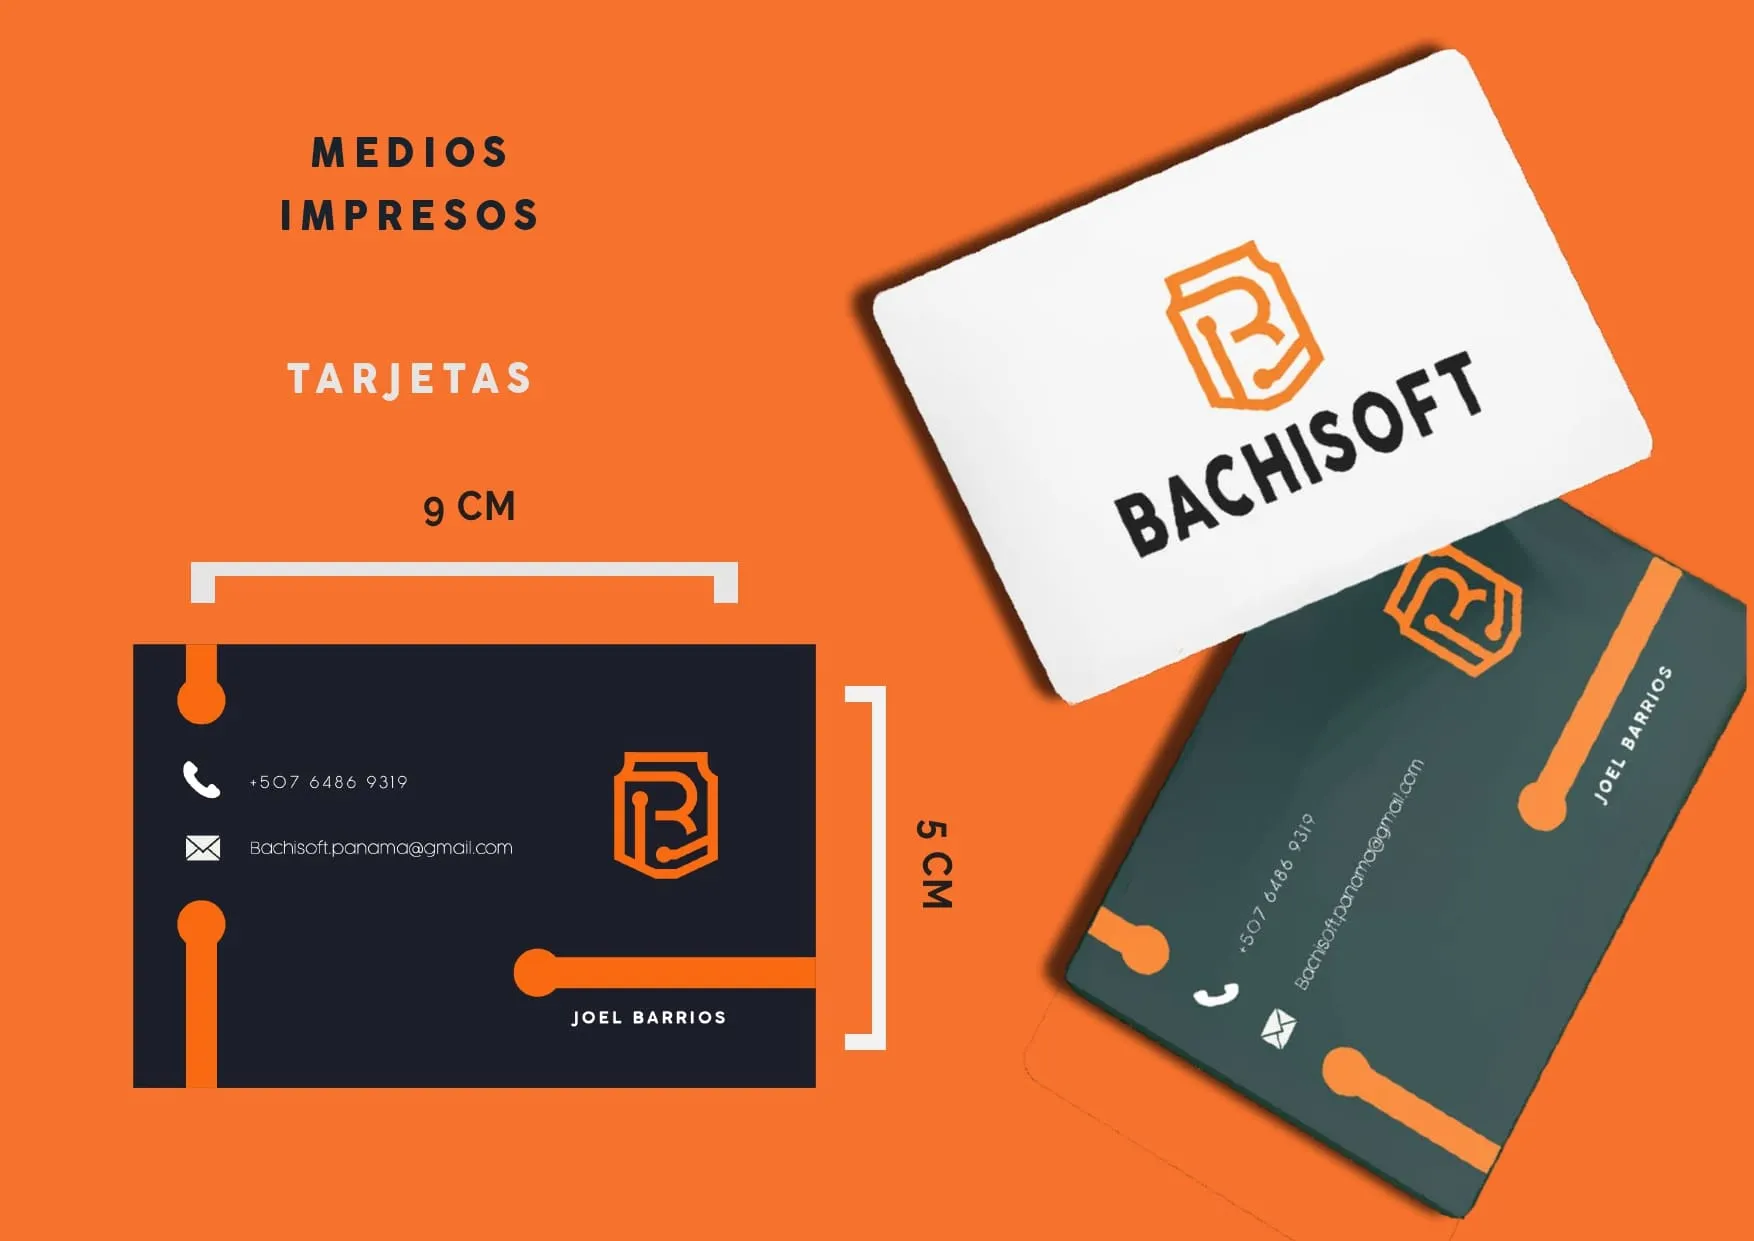 MEDIOS
IMPRESOS
TARJETAS
9 CM
+507 6486 9319
Bachisoft.panama@gmail.com
JOEL BARRIOS
5 CM
BACHISOFT
JOEL BARRIOS
+507 6486 9319
Bachisoft.panama@gmail.com